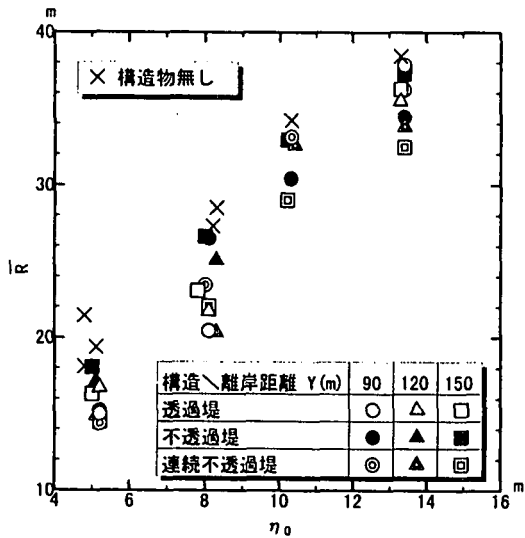 m
40
× 構造物無し
30
R̄
20
構造＼離岸距離 Y(m) 90 120 150
透過堤 ○ △ □
不透過堤 ● ▲ ■
連続不透過堤 ◎
10
4 6 8 10 12 14 16 m
η₀